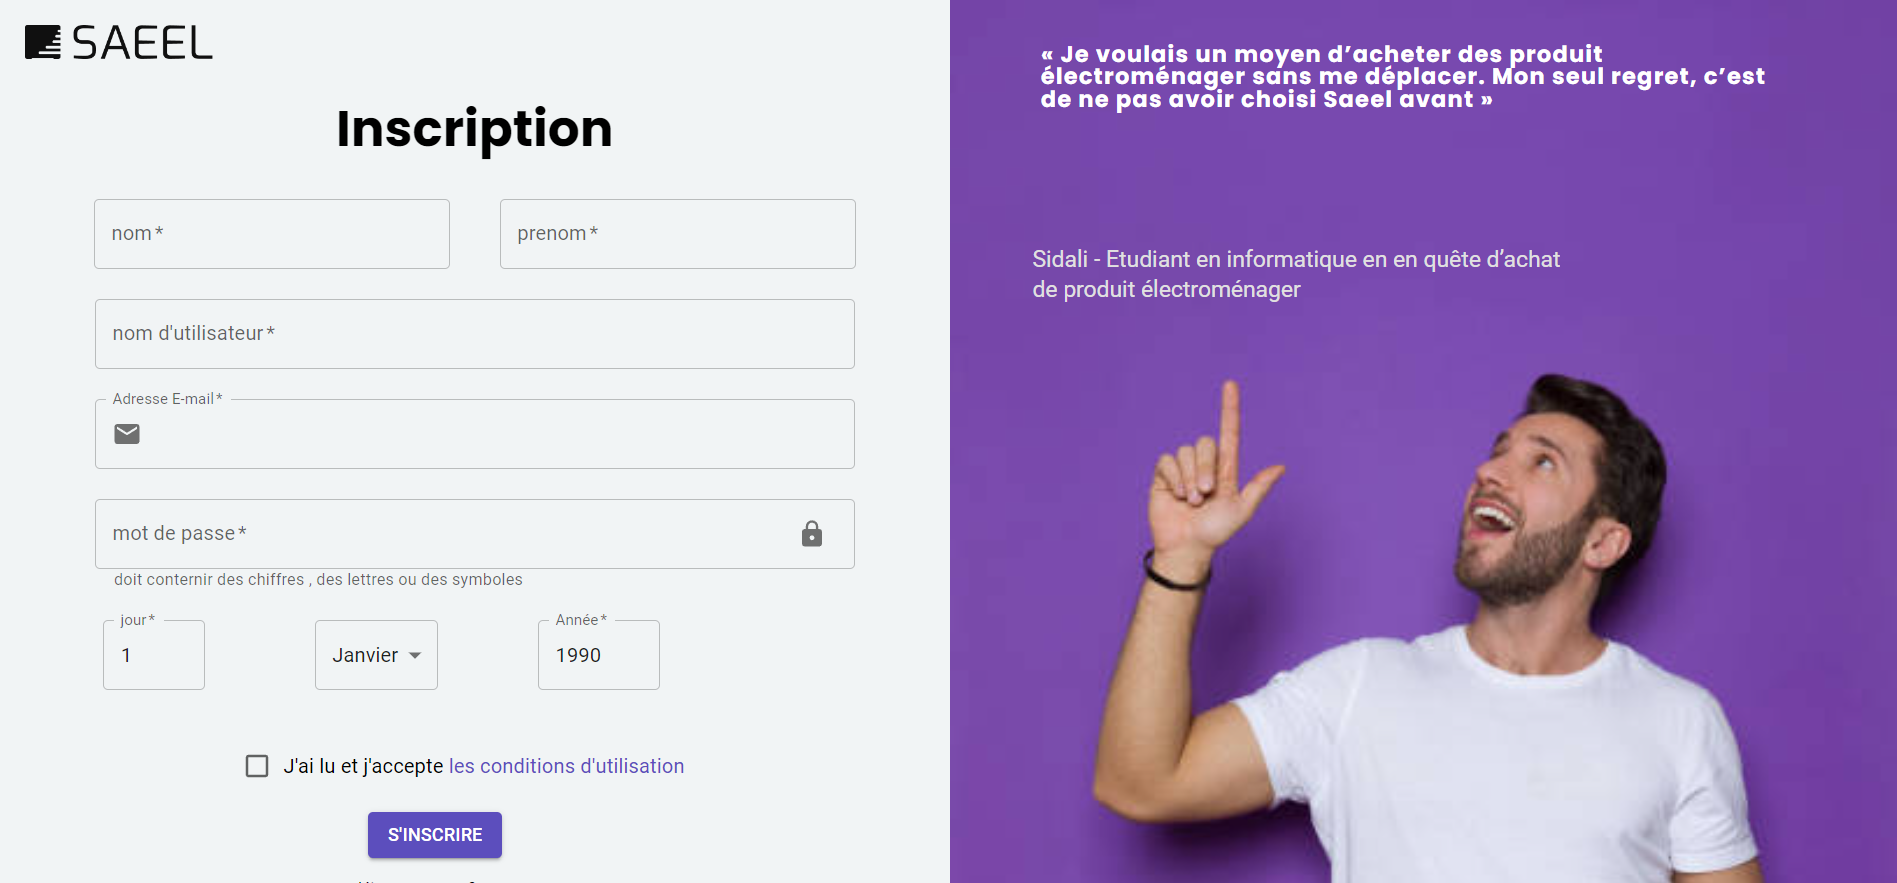 SAEEL
Inscription
nom *
prenom *
nom d'utilisateur *
Adresse E-mail *
mot de passe *
doit conternir des chiffres , des lettres ou des symboles
jour *
1
Janvier
Année *
1990
J'ai lu et j'accepte les conditions d'utilisation
S'INSCRIRE
« Je voulais un moyen d’acheter des produit
électroménager sans me déplacer. Mon seul regret, c’est
de ne pas avoir choisi Saeel avant »
Sidali - Etudiant en informatique en en quête d’achat
de produit électroménager